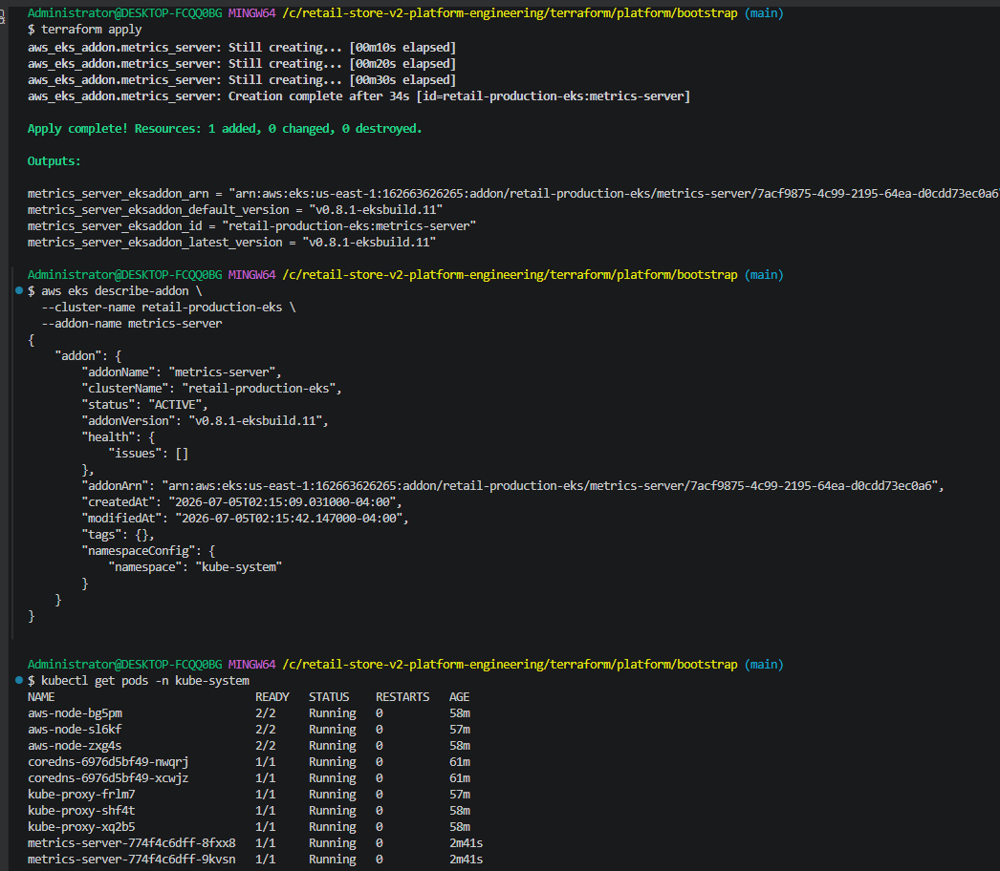 Administrator@DESKTOP-FCQQ0BG MINGW64 /c/retail-store-v2-platform-engineering/terraform/platform/bootstrap (main)
$ terraform apply
aws_eks_addon.metrics_server: Still creating... [00m10s elapsed]
aws_eks_addon.metrics_server: Still creating... [00m20s elapsed]
aws_eks_addon.metrics_server: Still creating... [00m30s elapsed]
aws_eks_addon.metrics_server: Creation complete after 34s [id=retail-production-eks:metrics-server]

Apply complete! Resources: 1 added, 0 changed, 0 destroyed.

Outputs:

metrics_server_eksaddon_arn = "arn:aws:eks:us-east-1:162663626265:addon/retail-production-eks/metrics-server/7acf9875-4c99-2195-64ea-d0cdd73ec0a6"
metrics_server_eksaddon_default_version = "v0.8.1-eksbuild.11"
metrics_server_eksaddon_id = "retail-production-eks:metrics-server"
metrics_server_eksaddon_latest_version = "v0.8.1-eksbuild.11"

Administrator@DESKTOP-FCQQ0BG MINGW64 /c/retail-store-v2-platform-engineering/terraform/platform/bootstrap (main)
$ aws eks describe-addon \
  --cluster-name retail-production-eks \
  --addon-name metrics-server
{
    "addon": {
        "addonName": "metrics-server",
        "clusterName": "retail-production-eks",
        "status": "ACTIVE",
        "addonVersion": "v0.8.1-eksbuild.11",
        "health": {
            "issues": []
        },
        "addonArn": "arn:aws:eks:us-east-1:162663626265:addon/retail-production-eks/metrics-server/7acf9875-4c99-2195-64ea-d0cdd73ec0a6",
        "createdAt": "2026-07-05T02:15:09.031000-04:00",
        "modifiedAt": "2026-07-05T02:15:42.147000-04:00",
        "tags": {},
        "namespaceConfig": {
            "namespace": "kube-system"
        }
    }
}

Administrator@DESKTOP-FCQQ0BG MINGW64 /c/retail-store-v2-platform-engineering/terraform/platform/bootstrap (main)
$ kubectl get pods -n kube-system
NAME                              READY   STATUS    RESTARTS   AGE
aws-node-bg5pm                    2/2     Running   0          58m
aws-node-sl6kf                    2/2     Running   0          57m
aws-node-zxg4s                    2/2     Running   0          58m
coredns-6976d5bf49-nwqrj          1/1     Running   0          61m
coredns-6976d5bf49-xcwjz          1/1     Running   0          61m
kube-proxy-frlm7                  1/1     Running   0          57m
kube-proxy-shf4t                  1/1     Running   0          58m
kube-proxy-xq2b5                  1/1     Running   0          58m
metrics-server-774f4c6dff-8fxx8   1/1     Running   0          2m41s
metrics-server-774f4c6dff-9kvsn   1/1     Running   0          2m41s